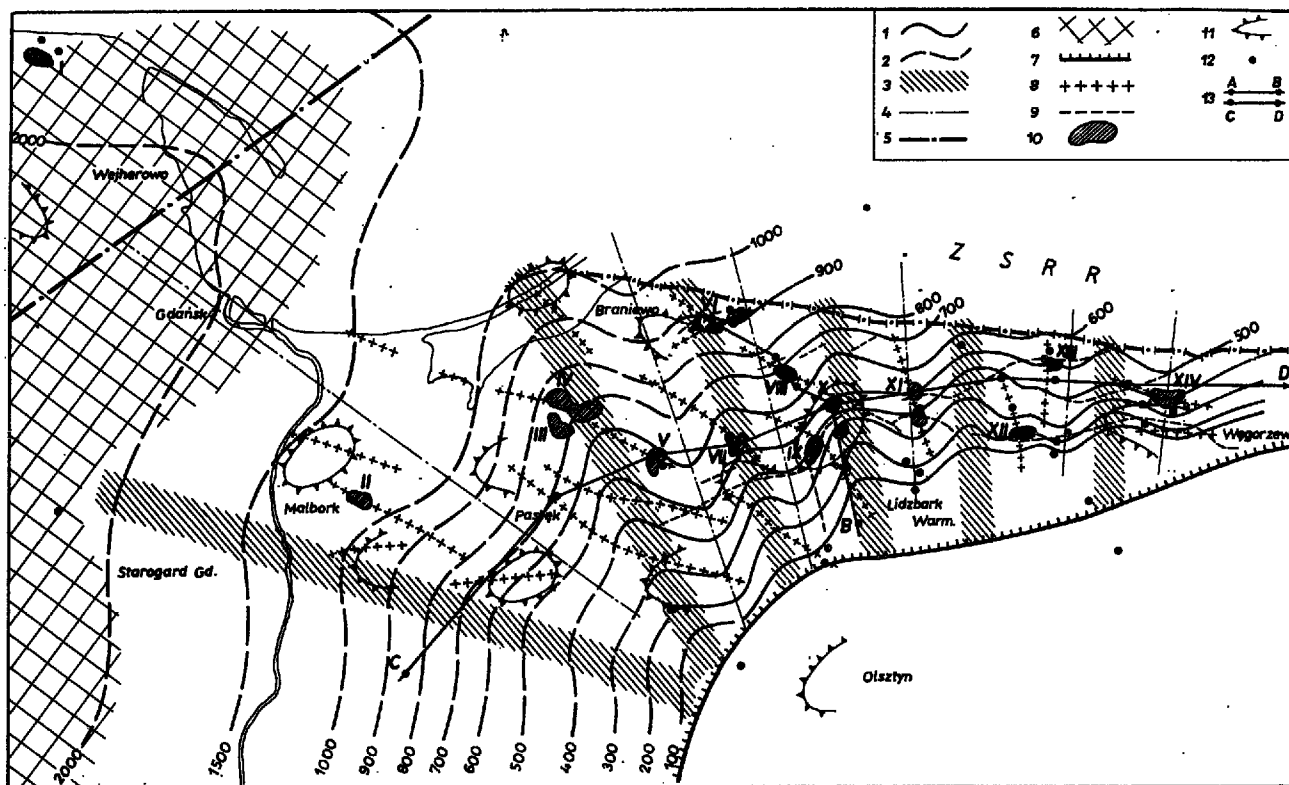 1 6 11
2 7 12
3 8 13 A B
4 9 C D
5 10
I
2000
Wejherowo
Gdańsk
1000
900
Z S R R
800
700
600
500
Braniewo
VI
VIII
X
XI
XIII
XIV
D
IV
III
V
VII
IX
XII
Węgorzewo
II
Malbork
Pasłęk
Lidzbark
Warm.
B
Starogard Gd.
C
Olsztyn
2000
1500
1000
900
800
700
600
500
400
300
200
100